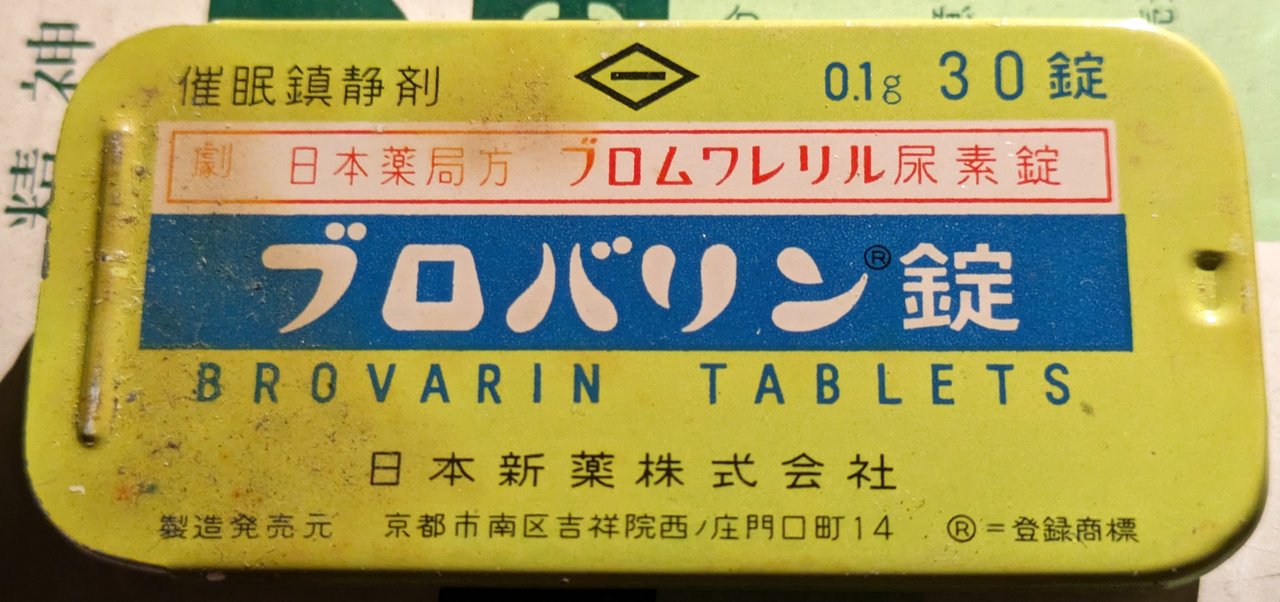 催眠鎮静剤 0.1g 30錠
劇 日本薬局方 ブロムワレリル尿素錠
ブロバリン®錠
BROVARIN TABLETS
日本新薬株式会社
製造発売元 京都市南区吉祥院西ノ庄門口町14 ®=登録商標
精神